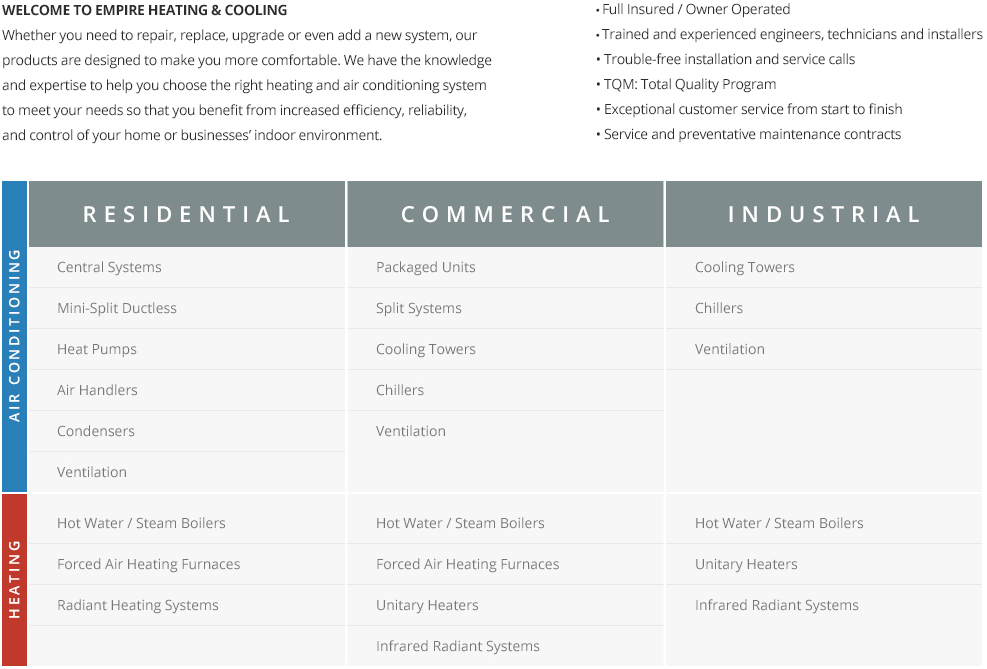 WELCOME TO EMPIRE HEATING & COOLING
Whether you need to repair, replace, upgrade or even add a new system, our
products are designed to make you more comfortable. We have the knowledge
and expertise to help you choose the right heating and air conditioning system
to meet your needs so that you benefit from increased efficiency, reliability,
and control of your home or businesses’ indoor environment.
• Full Insured / Owner Operated
• Trained and experienced engineers, technicians and installers
• Trouble-free installation and service calls
• TQM: Total Quality Program
• Exceptional customer service from start to finish
• Service and preventative maintenance contracts
RESIDENTIAL
COMMERCIAL
INDUSTRIAL
AIR CONDITIONING
Central Systems
Packaged Units
Cooling Towers
Mini-Split Ductless
Split Systems
Chillers
Heat Pumps
Cooling Towers
Ventilation
Air Handlers
Chillers
Condensers
Ventilation
Ventilation
HEATING
Hot Water / Steam Boilers
Hot Water / Steam Boilers
Hot Water / Steam Boilers
Forced Air Heating Furnaces
Forced Air Heating Furnaces
Unitary Heaters
Radiant Heating Systems
Unitary Heaters
Infrared Radiant Systems
Infrared Radiant Systems